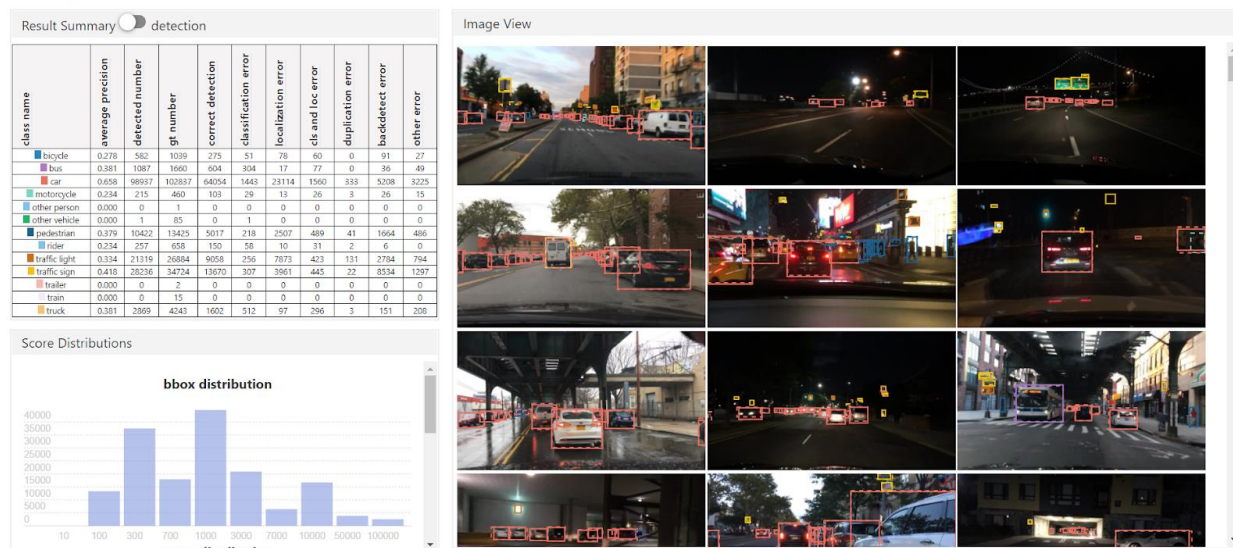 Result Summary detection
class name average precision detected number gt number correct detection classification error localization error cls and loc error duplication error backdetect error other error
bicycle 0.278 582 1039 275 51 78 60 0 91 27
bus 0.381 1087 1660 604 304 17 77 0 36 49
car 0.658 98937 102837 64054 1443 23114 1560 333 5208 3225
motorcycle 0.234 215 460 103 29 13 26 3 26 15
other person 0.000 0 1 0 0 0 0 0 0 0
other vehicle 0.000 1 85 0 1 0 0 0 0 0
pedestrian 0.379 10422 13425 5017 218 2507 489 41 1664 486
rider 0.234 257 658 150 58 10 31 2 6 0
traffic light 0.334 21319 26884 9058 256 7873 423 131 2784 794
traffic sign 0.418 28236 34724 13670 307 3961 445 22 8534 1297
trailer 0.000 0 2 0 0 0 0 0 0 0
train 0.000 0 15 0 0 0 0 0 0 0
truck 0.381 2869 4243 1602 512 97 296 3 151 208
Score Distributions
bbox distribution
40000
35000
30000
25000
20000
15000
10000
5000
0
10 100 300 700 1000 3000 7000 10000 50000 100000
Image View